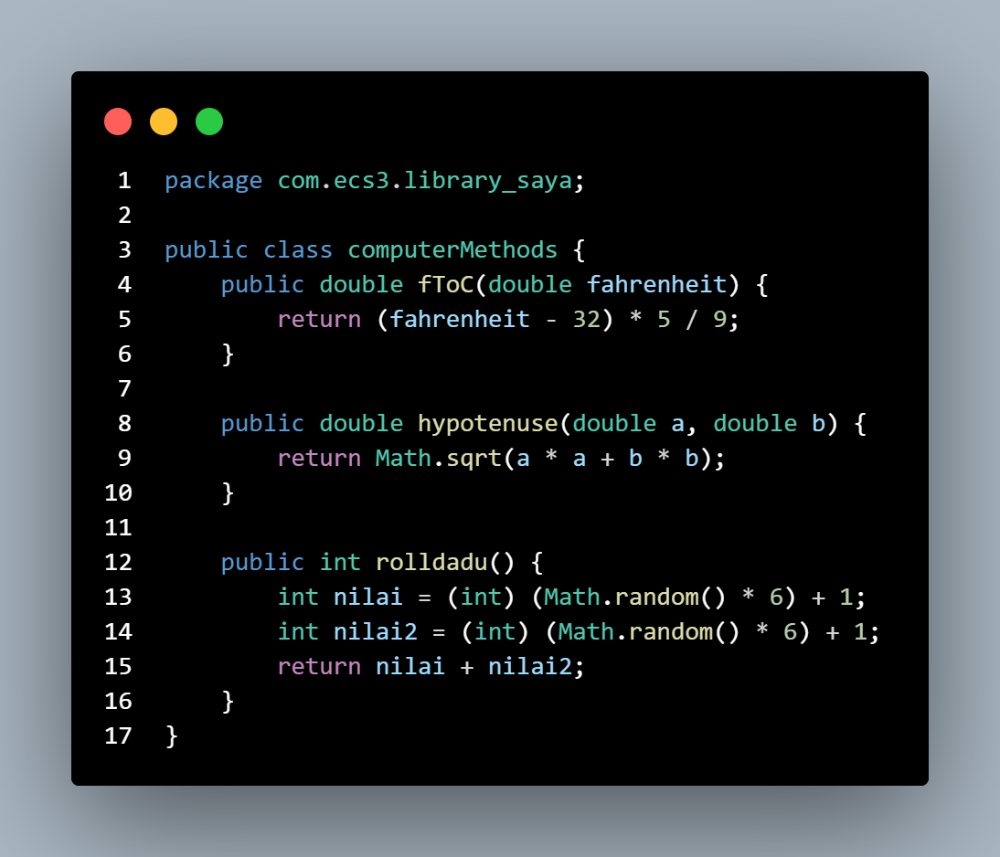 1 package com.ecs3.library_saya;
2
3 public class computerMethods {
4     public double fToC(double fahrenheit) {
5         return (fahrenheit - 32) * 5 / 9;
6     }
7
8     public double hypotenuse(double a, double b) {
9         return Math.sqrt(a * a + b * b);
10     }
11
12     public int rolldadu() {
13         int nilai = (int) (Math.random() * 6) + 1;
14         int nilai2 = (int) (Math.random() * 6) + 1;
15         return nilai + nilai2;
16     }
17 }